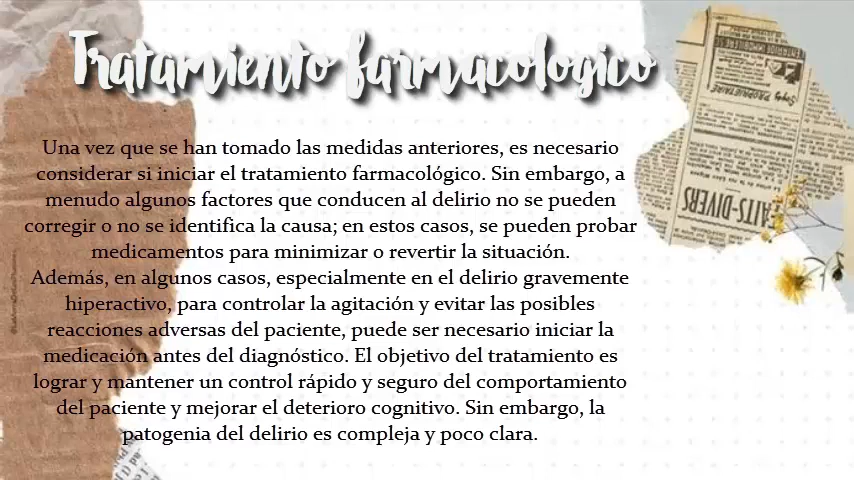 Tratamiento farmacologico
Una vez que se han tomado las medidas anteriores, es necesario
considerar si iniciar el tratamiento farmacológico. Sin embargo, a
menudo algunos factores que conducen al delirio no se pueden
corregir o no se identifica la causa; en estos casos, se pueden probar
medicamentos para minimizar o revertir la situación.
Además, en algunos casos, especialmente en el delirio gravemente
hiperactivo, para controlar la agitación y evitar las posibles
reacciones adversas del paciente, puede ser necesario iniciar la
medicación antes del diagnóstico. El objetivo del tratamiento es
lograr y mantener un control rápido y seguro del comportamiento
del paciente y mejorar el deterioro cognitivo. Sin embargo, la
patogenia del delirio es compleja y poco clara.
PROPRIETAIRE
AITS-DIVERS